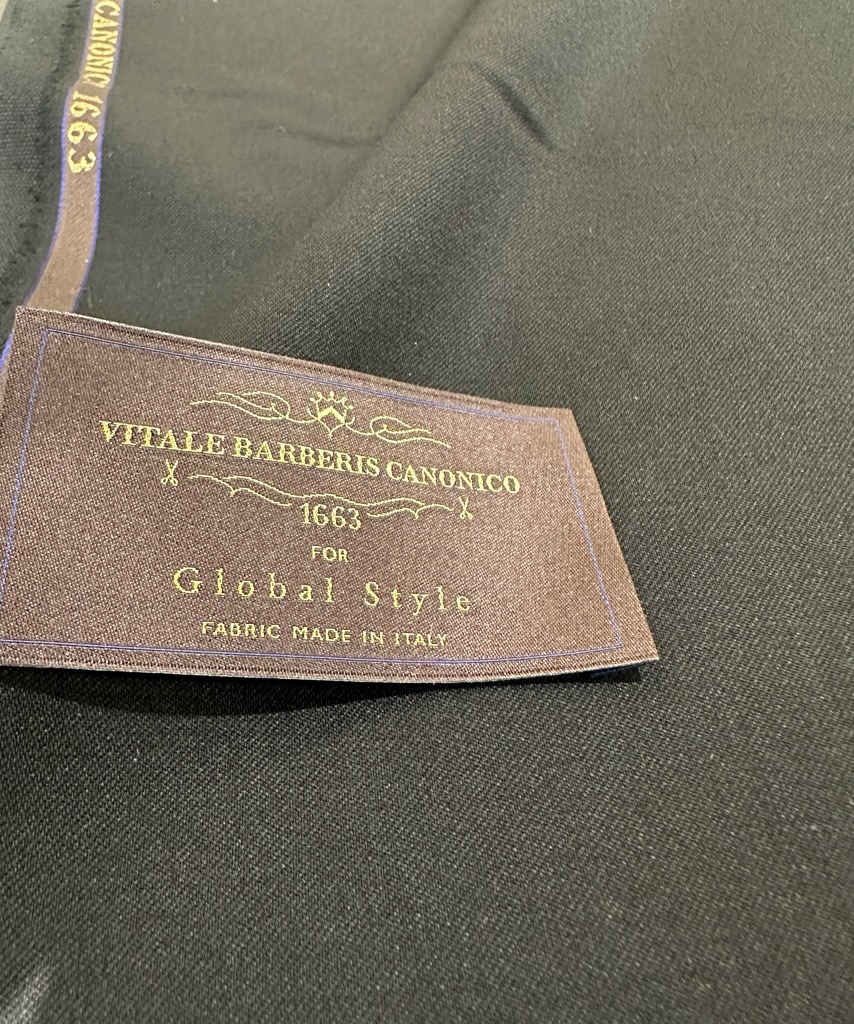 CANONIC 1663
VITALE BARBERIS CANONICO
1663
FOR
Global Style
FABRIC MADE IN ITALY